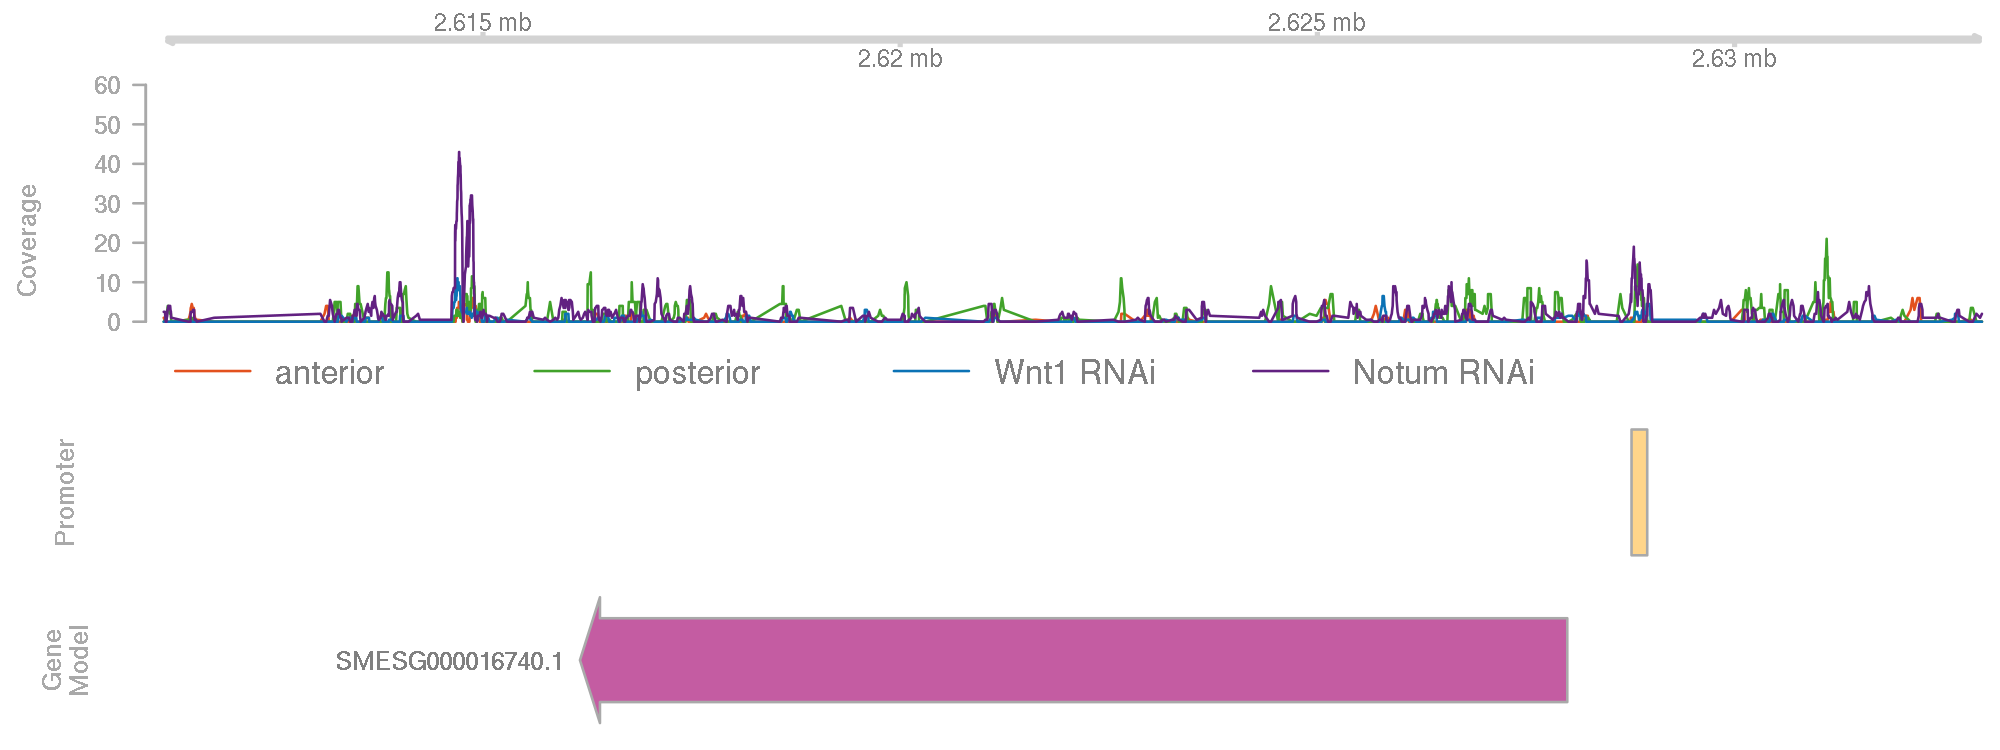 2.615 mb
2.625 mb
2.62 mb
2.63 mb
60
50
40
30
20
10
0
Coverage
anterior
posterior
Wnt1 RNAi
Notum RNAi
Promoter
Gene
Model
SMESG000016740.1